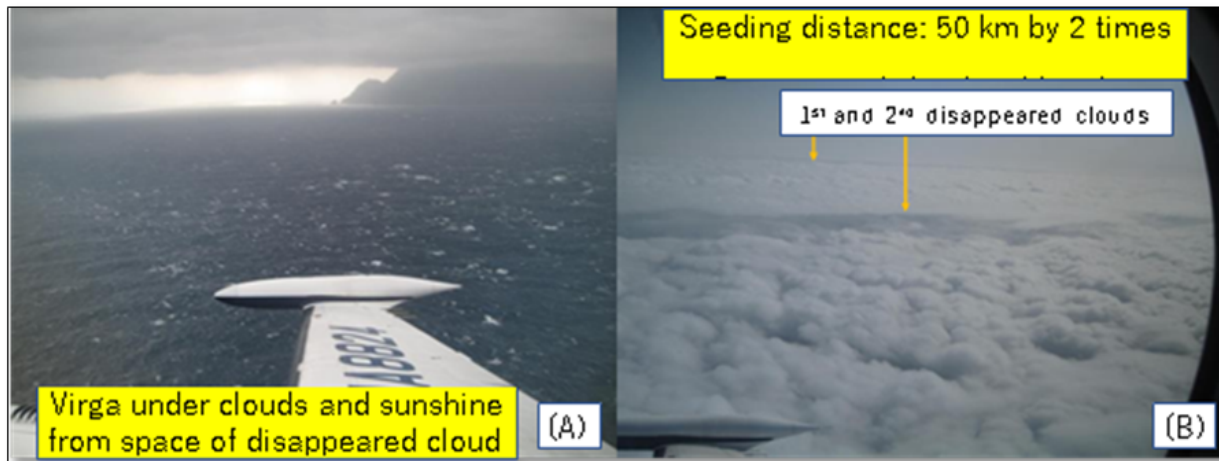 Virga under clouds and sunshine
from space of disappeared cloud
(A)
A8824
Seeding distance: 50 km by 2 times
1st and 2nd disappeared clouds
(B)